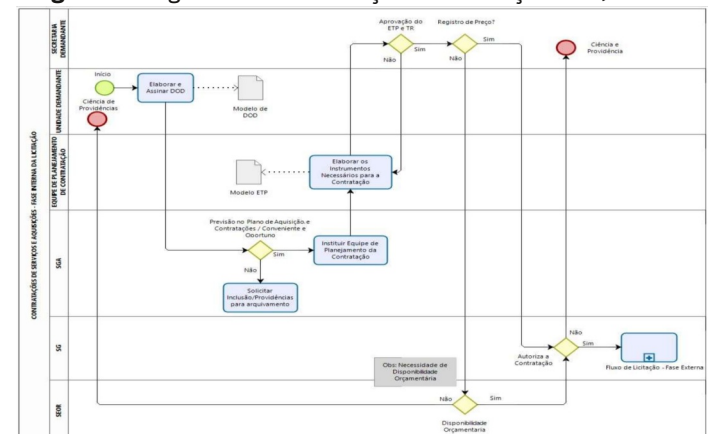 CONTRATAÇÕES DE SERVIÇOS E AQUISIÇÕES - FASE INTERNA DA LICITAÇÃO
SECRETARIA
DEMANDANTE
Aprovação do
ETP e TR
Sim
Não
Registro de Preço?
Sim
Não
Ciência e
Providência
UNIDADE DEMANDANTE
Início
Ciência de
Providências
Elaborar e
Assinar DOD
Modelo de
DOD
EQUIPE DE PLANEJAMENTO
DE CONTRATAÇÃO
Modelo ETP
Elaborar os
Instrumentos
Necessários para a
Contratação
SGA
Previsão no Plano de Aquisição e
Contratações / Conveniente e
Oportuno
Sim
Não
Instituir Equipe de
Planejamento da
Contratação
Solicitar
Inclusão/Providências
para arquivamento
SG
Autoriza a
Contratação
Não
Sim
Fluxo de Licitação - Fase Externa
Obs: Necessidade de
Disponibilidade
Orçamentária
SEOR
Não
Sim
Disponibilidade
Orçamentaria